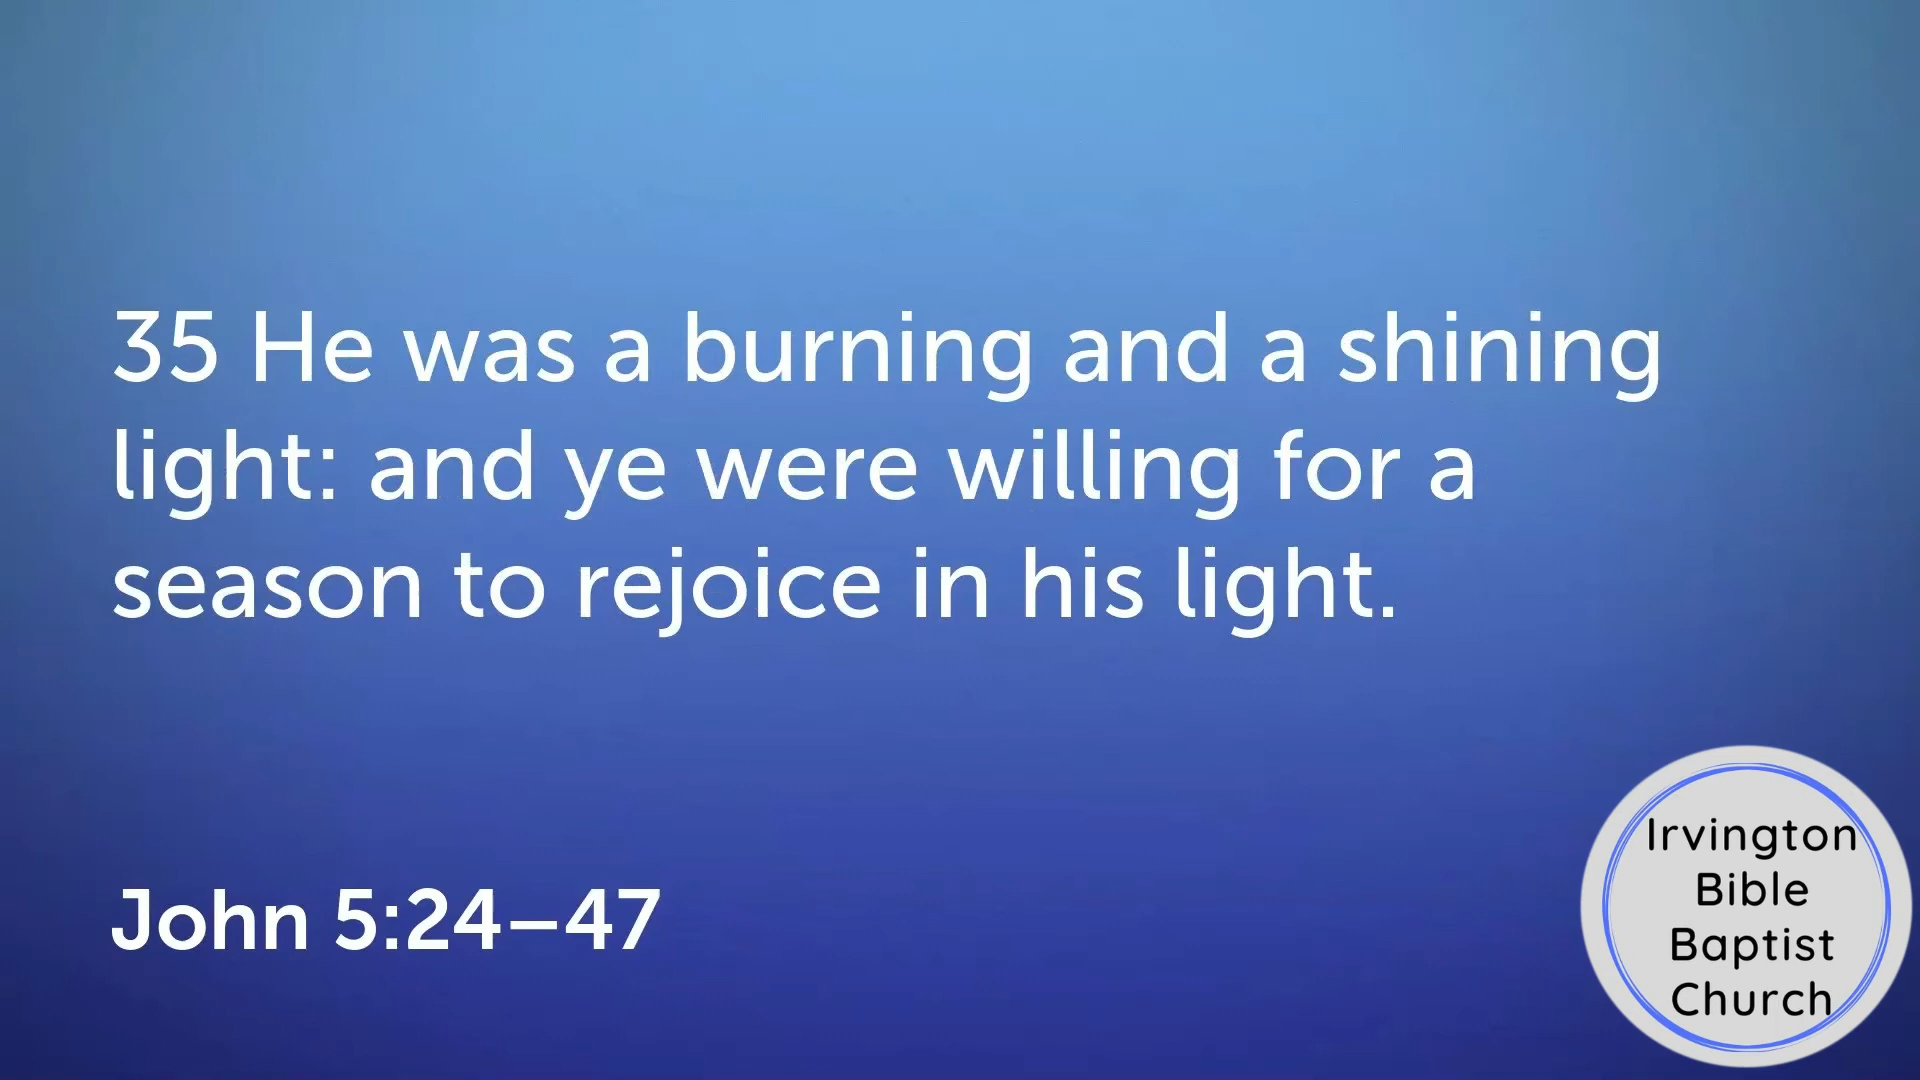 35 He was a burning and a shining
light: and ye were willing for a
season to rejoice in his light.
John 5:24–47
Irvington
Bible
Baptist
Church